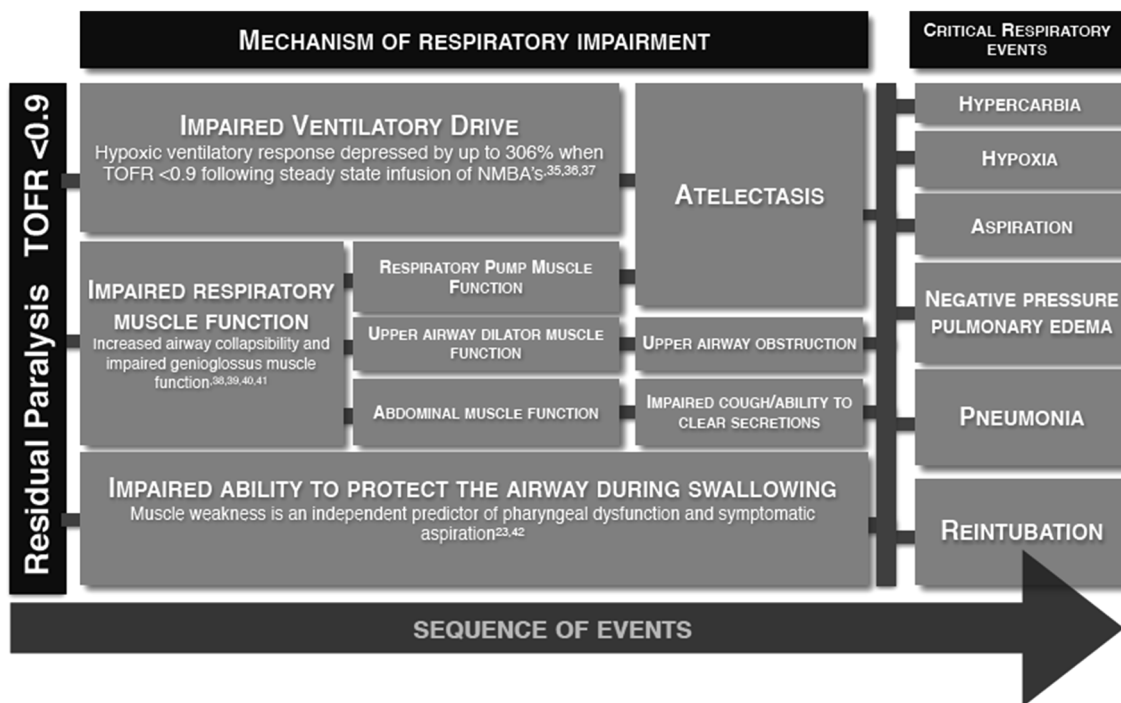 MECHANISM OF RESPIRATORY IMPAIRMENT
CRITICAL RESPIRATORY
EVENTS
Residual Paralysis TOFR <0.9
IMPAIRED VENTILATORY DRIVE
Hypoxic ventilatory response depressed by up to 306% when
TOFR <0.9 following steady state infusion of NMBA's.35,36,37
ATELECTASIS
IMPAIRED RESPIRATORY
MUSCLE FUNCTION
Increased airway collapsibility and
impaired genioglossus muscle
function,38,39,40,41
RESPIRATORY PUMP MUSCLE
FUNCTION
UPPER AIRWAY DILATOR MUSCLE
FUNCTION
UPPER AIRWAY OBSTRUCTION
ABDOMINAL MUSCLE FUNCTION
IMPAIRED COUGH/ABILITY TO
CLEAR SECRETIONS
IMPAIRED ABILITY TO PROTECT THE AIRWAY DURING SWALLOWING
Muscle weakness is an independent predictor of pharyngeal dysfunction and symptomatic
aspiration23,42
HYPERCARBIA
HYPOXIA
ASPIRATION
NEGATIVE PRESSURE
PULMONARY EDEMA
PNEUMONIA
REINTUBATION
SEQUENCE OF EVENTS